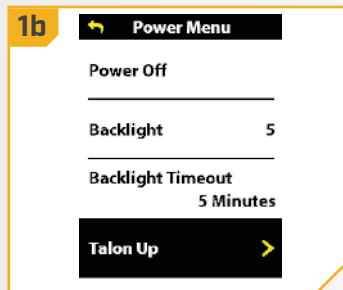 1b
Power Menu
Power Off
Backlight 5
Backlight Timeout
5 Minutes
Talon Up